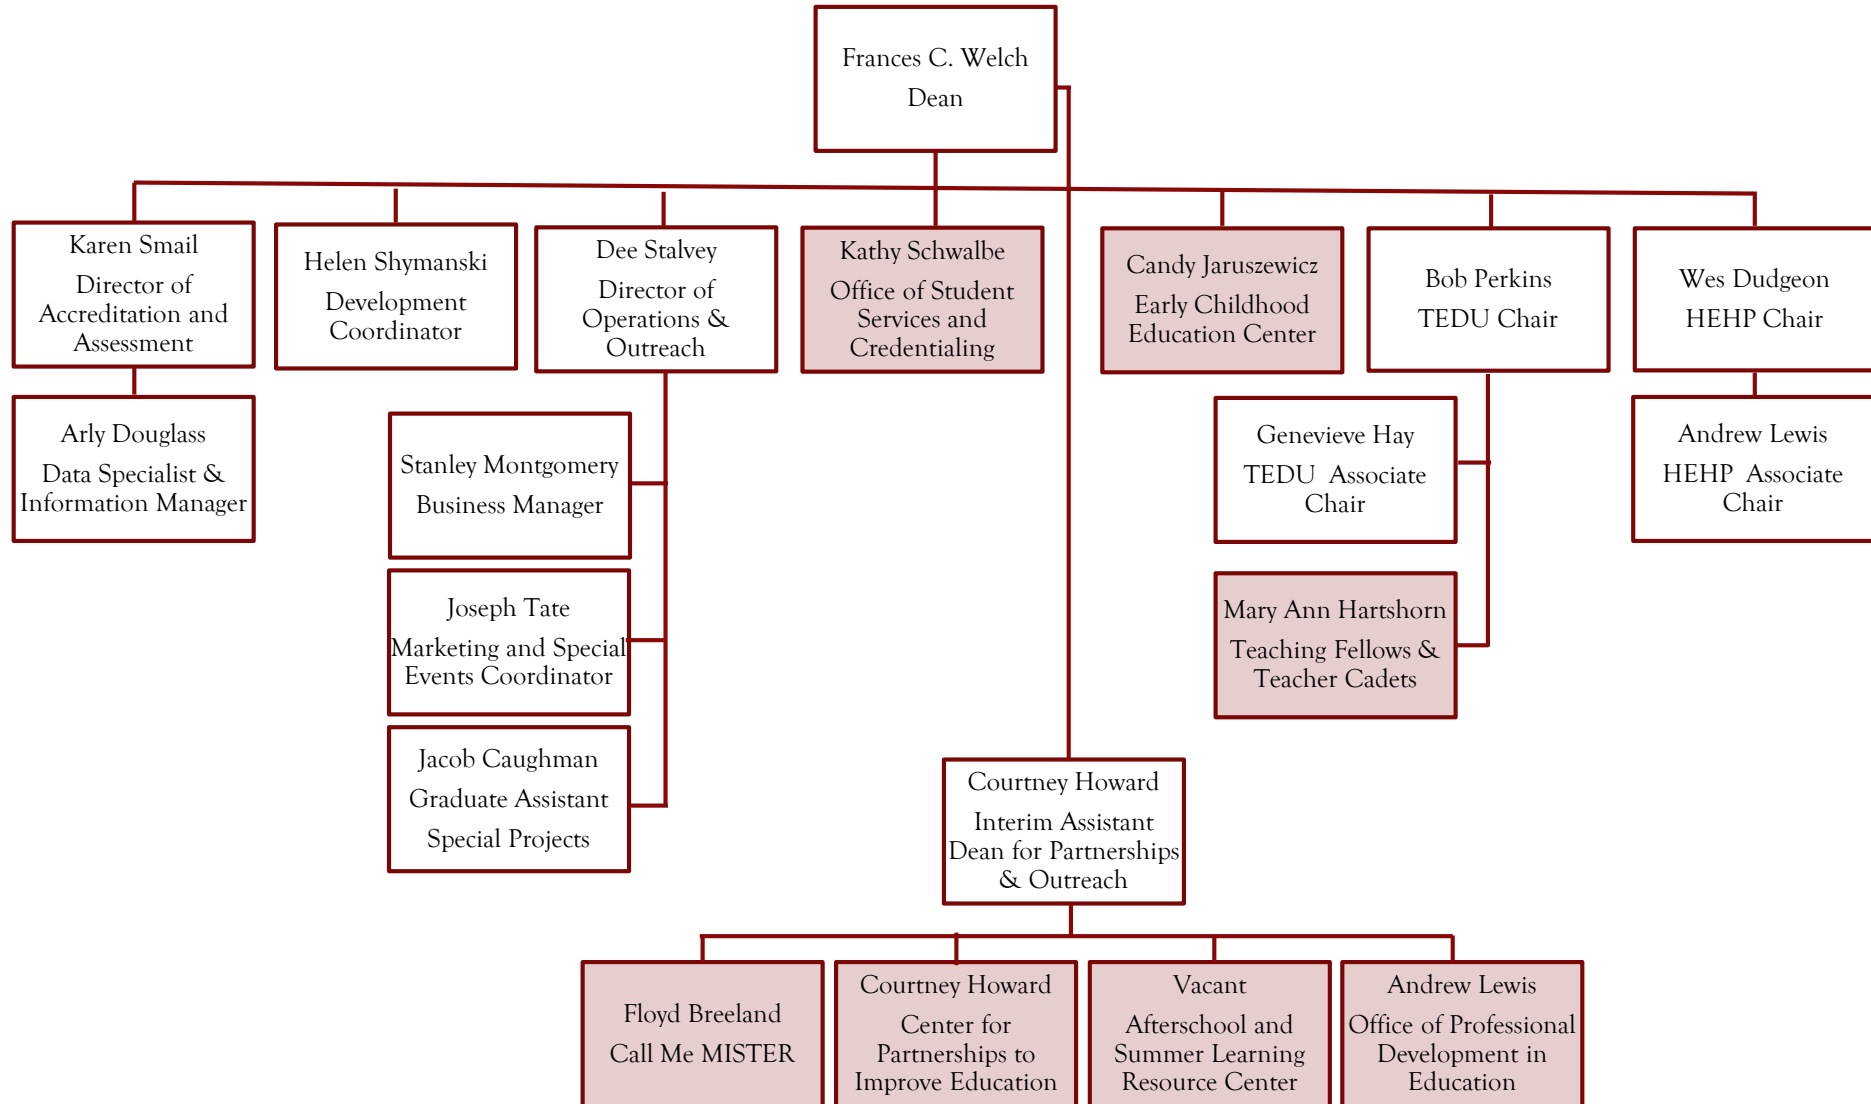 Frances C. Welch
Dean
Karen Smail
Director of
Accreditation and
Assessment
Helen Shymanski
Development
Coordinator
Dee Stalvey
Director of
Operations &
Outreach
Kathy Schwalbe
Office of Student
Services and
Credentialing
Candy Jaruszewicz
Early Childhood
Education Center
Bob Perkins
TEDU Chair
Wes Dudgeon
HEHP Chair
Arly Douglass
Data Specialist &
Information Manager
Stanley Montgomery
Business Manager
Joseph Tate
Marketing and Special
Events Coordinator
Jacob Caughman
Graduate Assistant
Special Projects
Genevieve Hay
TEDU Associate
Chair
Mary Ann Hartshorn
Teaching Fellows &
Teacher Cadets
Andrew Lewis
HEHP Associate
Chair
Courtney Howard
Interim Assistant
Dean for Partnerships
& Outreach
Floyd Breeland
Call Me MISTER
Courtney Howard
Center for
Partnerships to
Improve Education
Vacant
Afterschool and
Summer Learning
Resource Center
Andrew Lewis
Office of Professional
Development in
Education